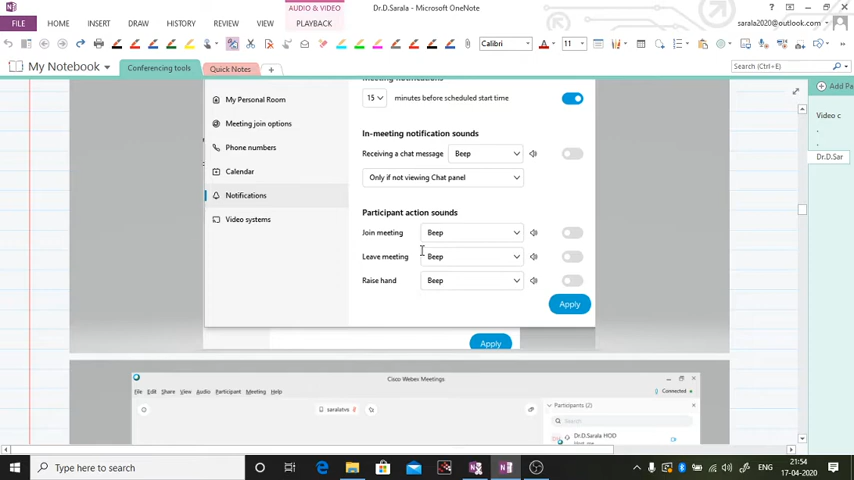 AUDIO & VIDEO
Dr.D.Sarala - Microsoft OneNote
FILE HOME INSERT DRAW HISTORY REVIEW VIEW PLAYBACK
sarala2020@outlook.com
Calibri 11
My Notebook
Conferencing tools
Quick Notes
Search (Ctrl+E)
Add Pa
Video c
Dr.D.Sar
My Personal Room
Meeting join options
Phone numbers
Calendar
Notifications
Video systems
15 minutes before scheduled start time
In-meeting notification sounds
Receiving a chat message Beep
Only if not viewing Chat panel
Participant action sounds
Join meeting Beep
Leave meeting Beep
Raise hand Beep
Apply
Apply
Cisco Webex Meetings
File Edit Share View Audio Participant Meeting Help
Connected
saralatvs
Participants (2)
Search
Dr.D.Sarala HOD
Type here to search
ENG
21:54
17-04-2020